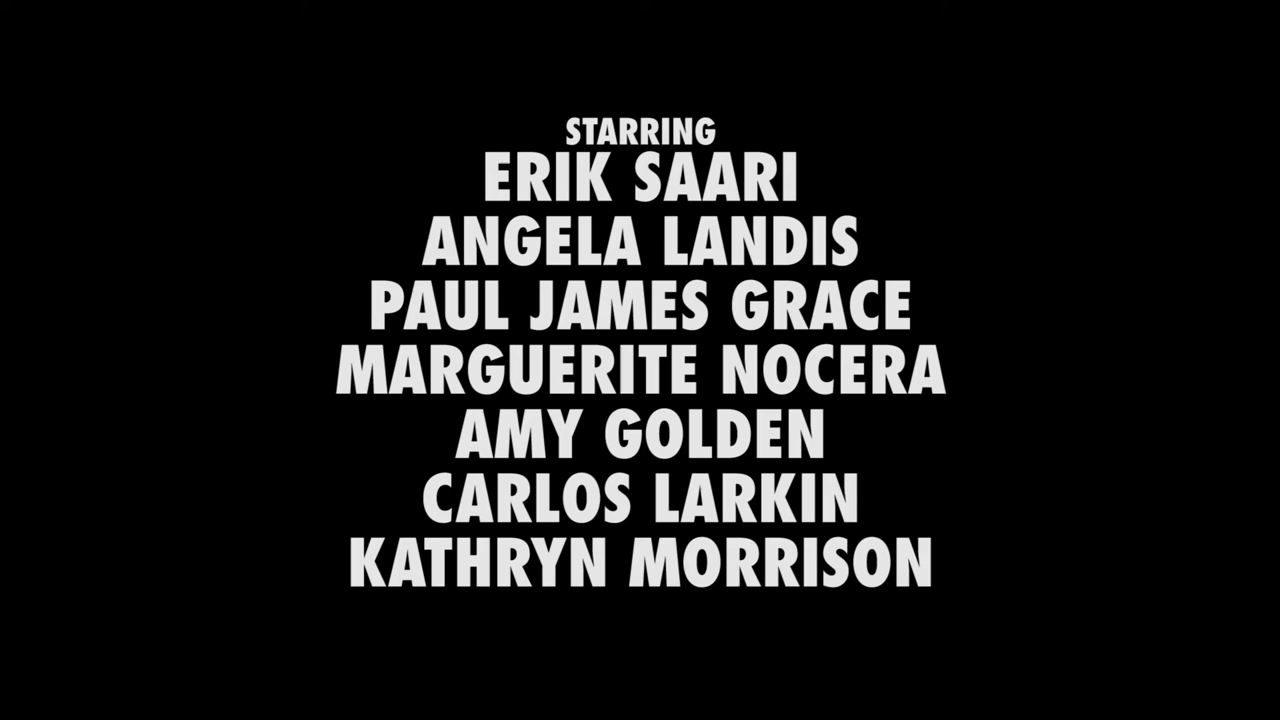 STARRING
ERIK SAARI
ANGELA LANDIS
PAUL JAMES GRACE
MARGUERITE NOCERA
AMY GOLDEN
CARLOS LARKIN
KATHRYN MORRISON